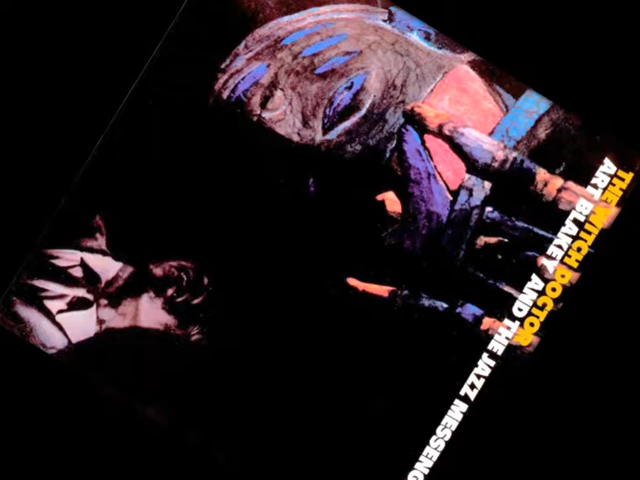 THE WITCH DOCTOR
ART BLAKEY AND THE JAZZ MESSENG